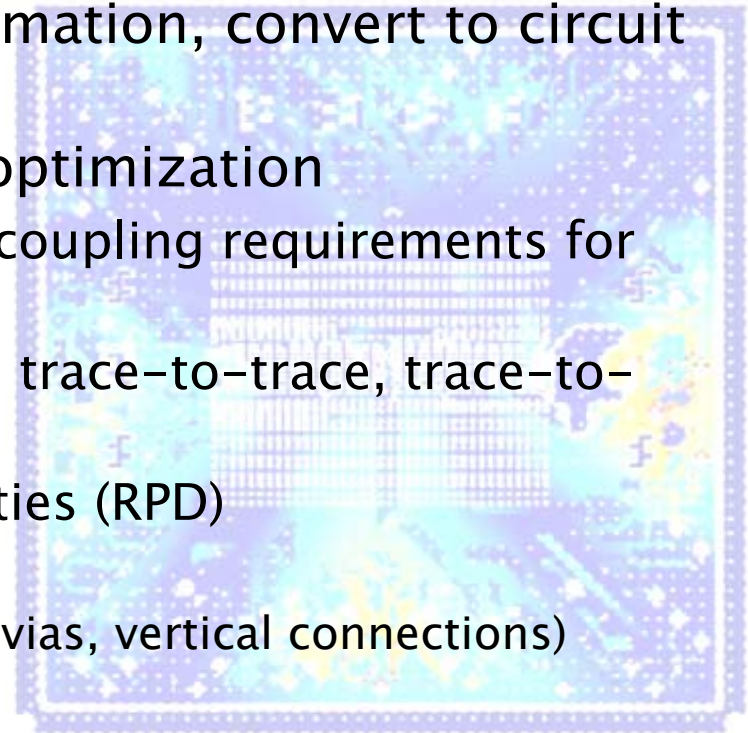 mation, convert to circuit
optimization
coupling requirements for
trace-to-trace, trace-to-
ties (RPD)
vias, vertical connections)